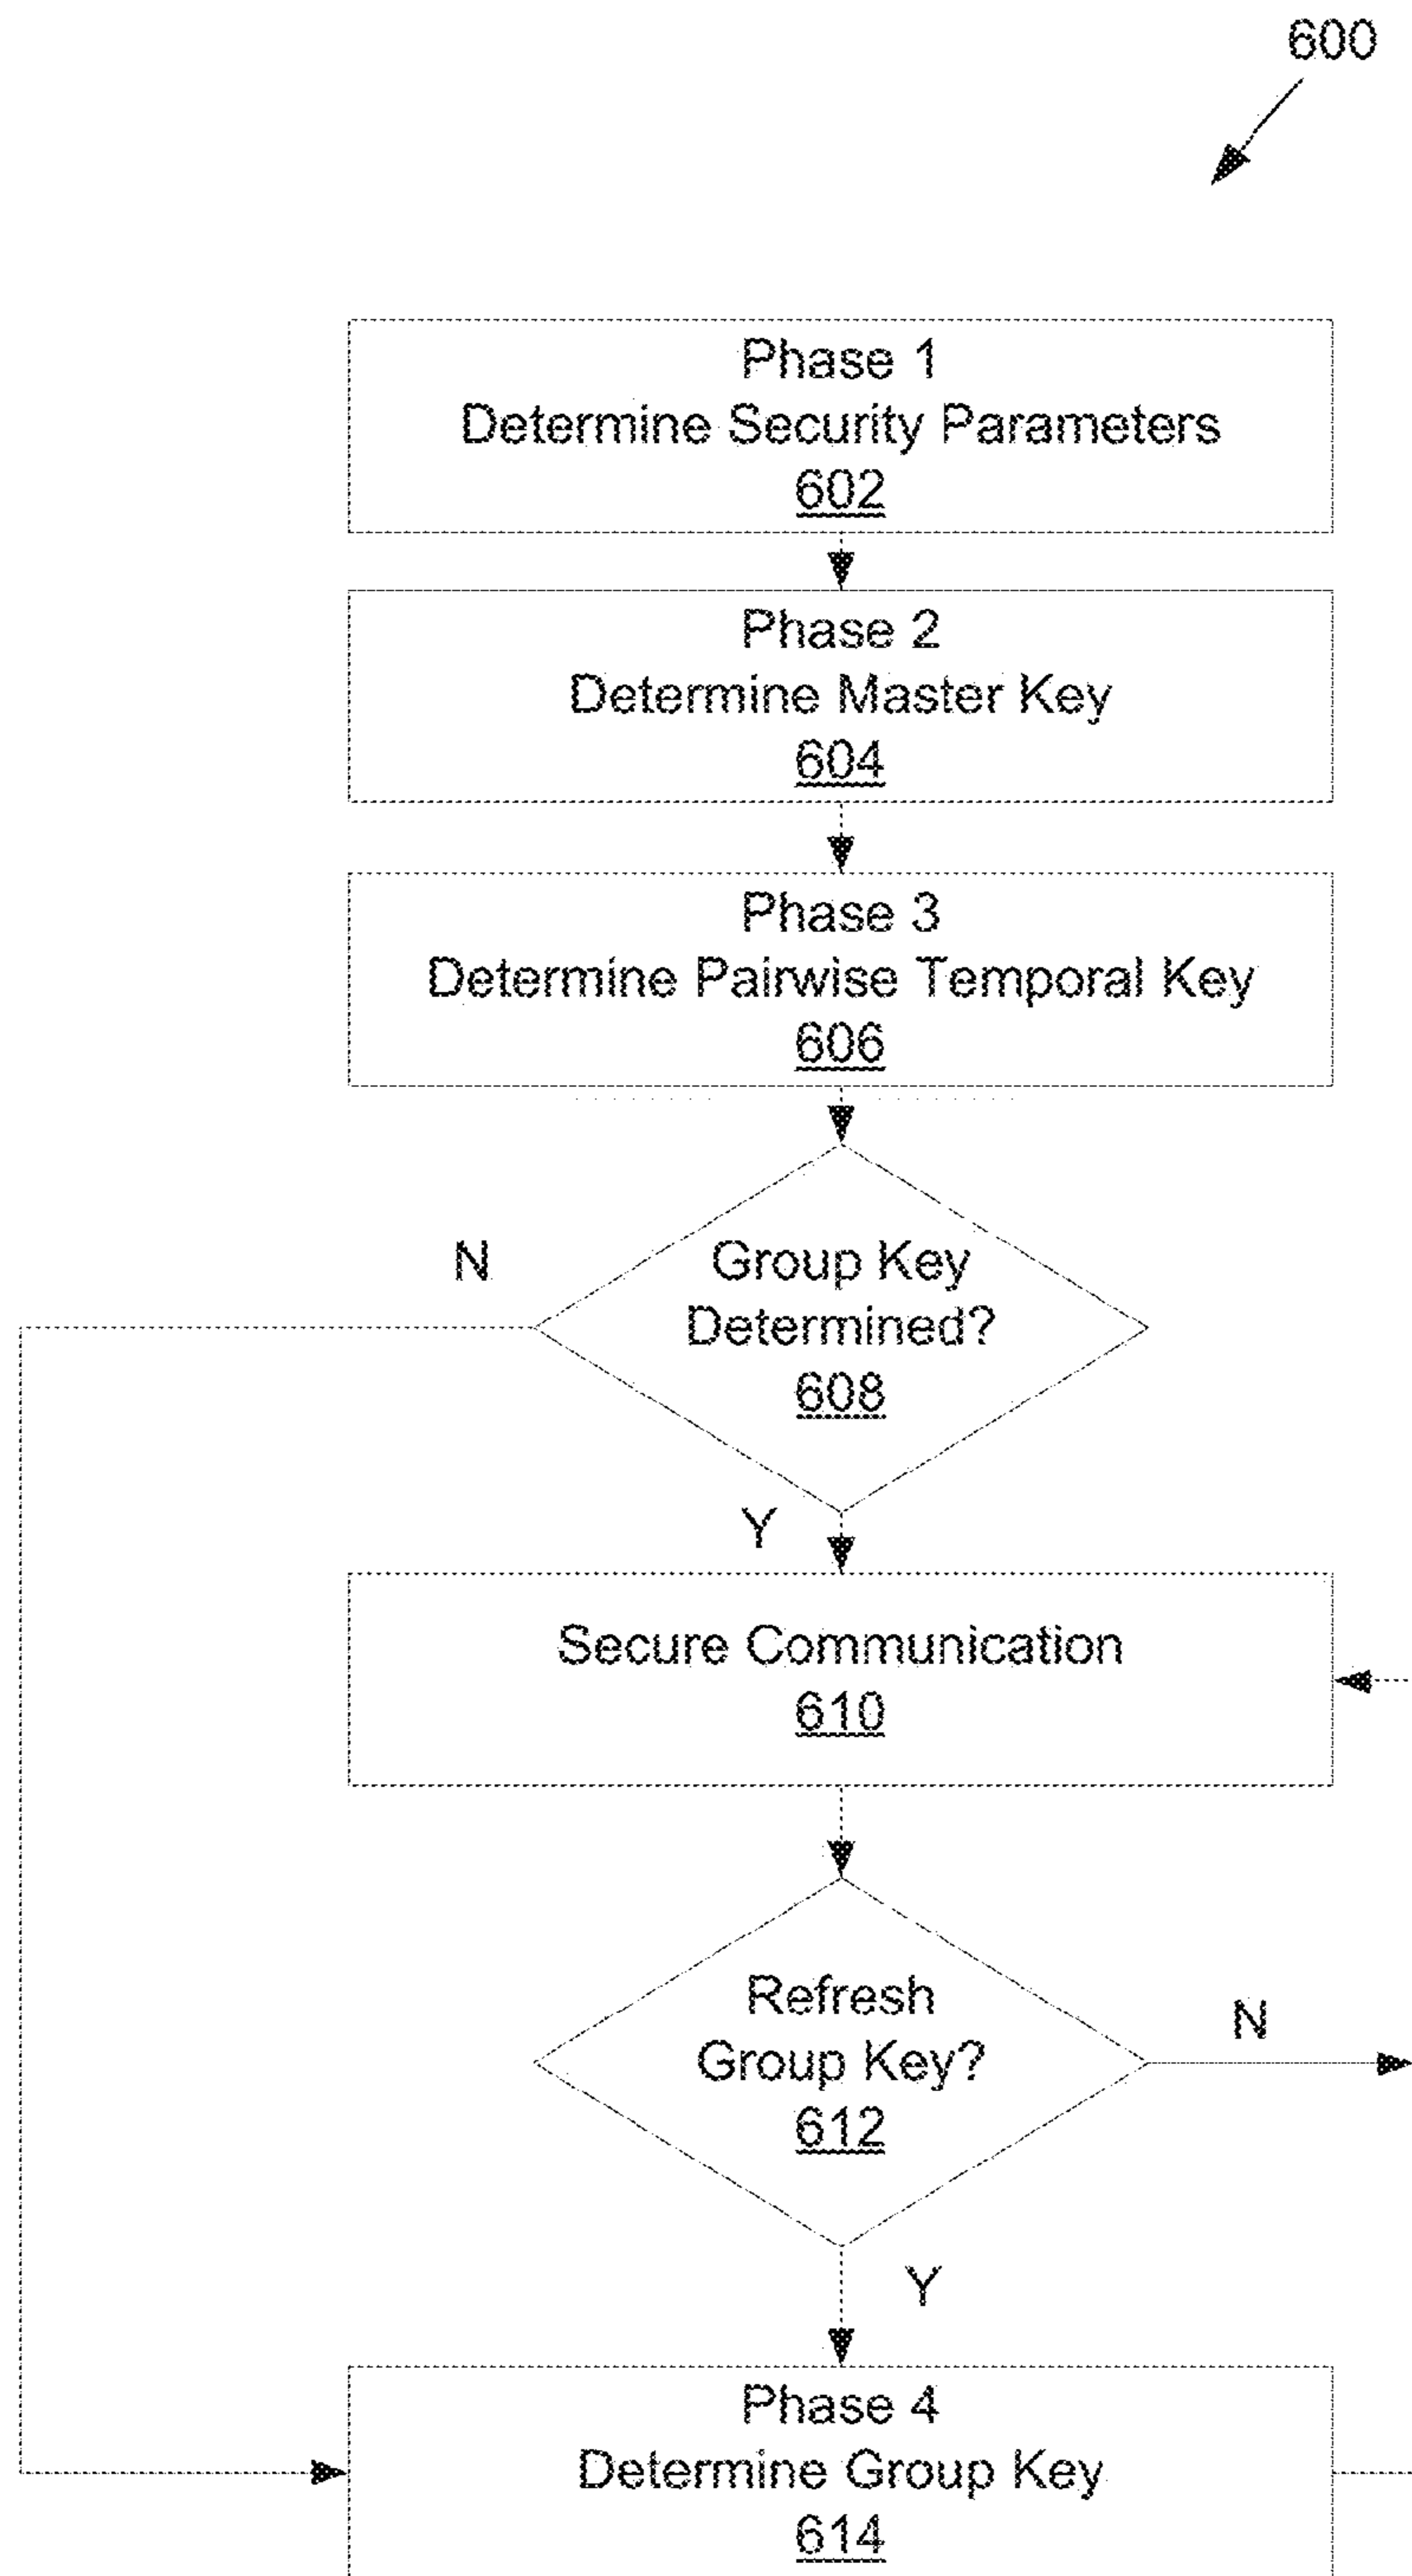 600
Phase 1
Determine Security Parameters
602
Phase 2
Determine Master Key
604
Phase 3
Determine Pairwise Temporal Key
606
N
Group Key
Determined?
608
Y
Secure Communication
610
Refresh
Group Key?
612
N
Y
Phase 4
Determine Group Key
614